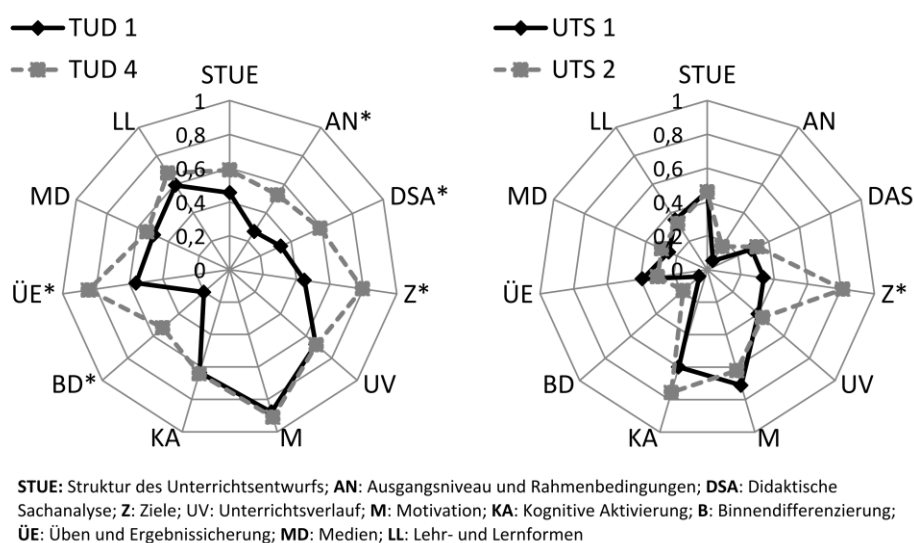 TUD 1
TUD 4
STUE
1
0,8
0,6
0,4
0,2
0
AN*
DSA*
Z*
UV
M
KA
BD*
ÜE*
MD
LL
UTS 1
UTS 2
STUE
1
0,8
0,6
0,4
0,2
0
AN
DAS
Z*
UV
M
KA
BD
ÜE
MD
LL
STUE: Struktur des Unterrichtsentwurfs; AN: Ausgangsniveau und Rahmenbedingungen; DSA: Didaktische
Sachanalyse; Z: Ziele; UV: Unterrichtsverlauf; M: Motivation; KA: Kognitive Aktivierung; B: Binnendifferenzierung;
ÜE: Üben und Ergebnissicherung; MD: Medien; LL: Lehr- und Lernformen